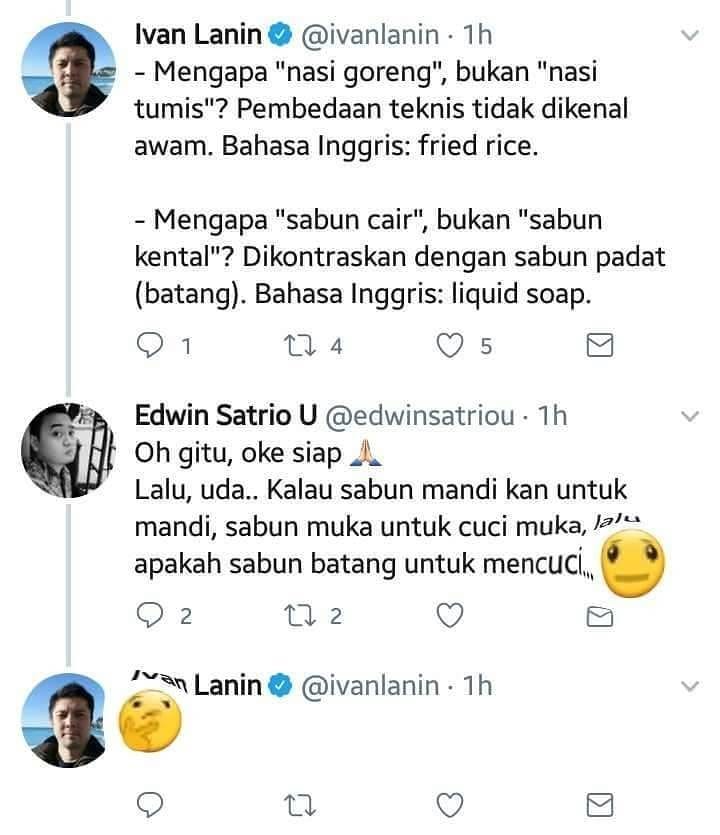 Ivan Lanin @ivanlanin · 1h
- Mengapa "nasi goreng", bukan "nasi
tumis"? Pembedaan teknis tidak dikenal
awam. Bahasa Inggris: fried rice.
- Mengapa "sabun cair", bukan "sabun
kental"? Dikontraskan dengan sabun padat
(batang). Bahasa Inggris: liquid soap.
1 4 5
Edwin Satrio U @edwinsatriou · 1h
Oh gitu, oke siap 🙏
Lalu, uda.. Kalau sabun mandi kan untuk
mandi, sabun muka untuk cuci muka, lalu
apakah sabun batang untuk mencuci...
2 2
Ivan Lanin @ivanlanin · 1h